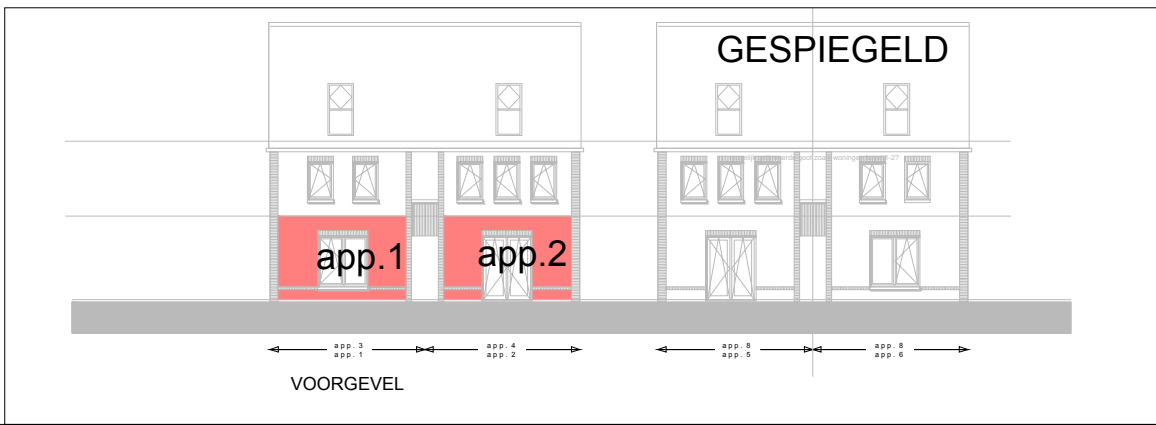 GESPIEGELD
app.1
app.2
app. 3
app. 1
app. 4
app. 2
app. 8
app. 5
app. 8
app. 6
VOORGEVEL